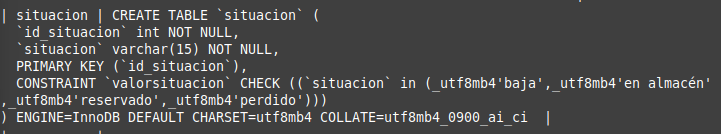 | situacion | CREATE TABLE `situacion` (
  `id_situacion` int NOT NULL,
  `situacion` varchar(15) NOT NULL,
  PRIMARY KEY (`id_situacion`),
  CONSTRAINT `valorsituacion` CHECK ((`situacion` in (_utf8mb4'baja',_utf8mb4'en almacén'
,_utf8mb4'reservado',_utf8mb4'perdido')))
) ENGINE=InnoDB DEFAULT CHARSET=utf8mb4 COLLATE=utf8mb4_0900_ai_ci  |